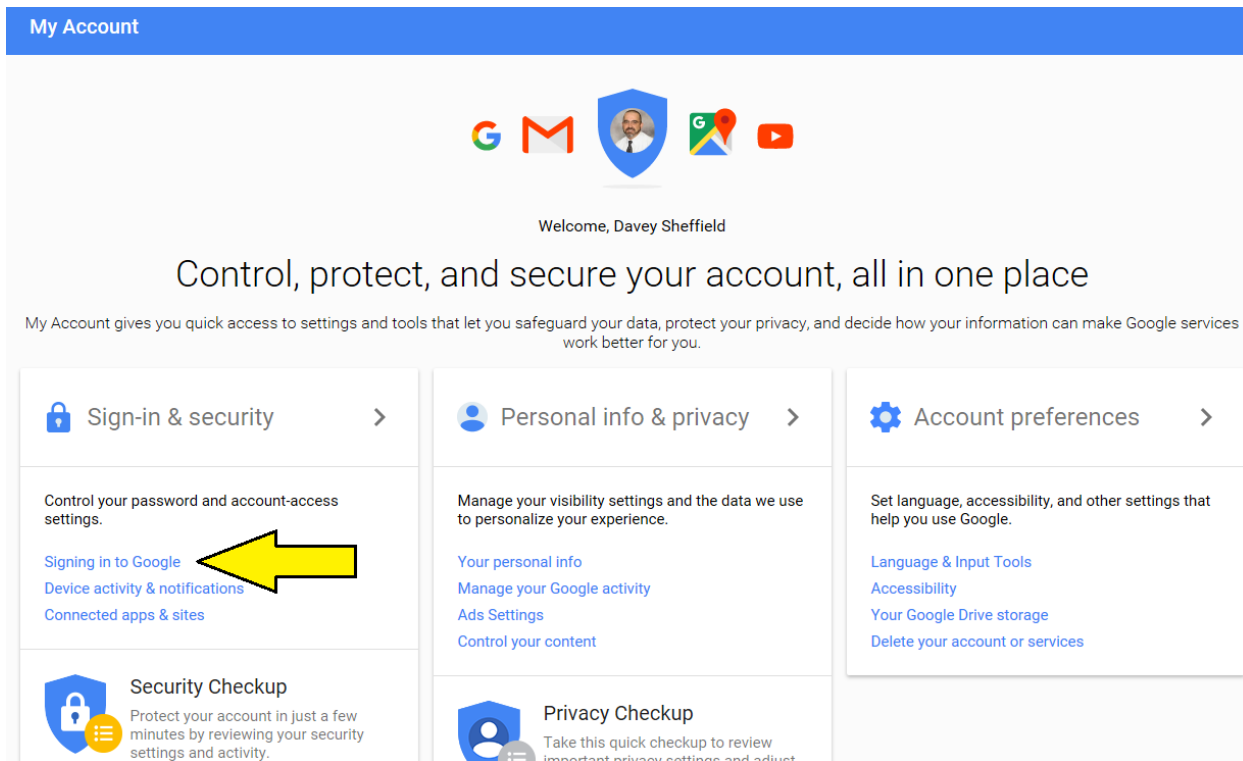 My Account
Welcome, Davey Sheffield
Control, protect, and secure your account, all in one place
My Account gives you quick access to settings and tools that let you safeguard your data, protect your privacy, and decide how your information can make Google services
work better for you.
Sign-in & security
Control your password and account-access
settings.
Signing in to Google
Device activity & notifications
Connected apps & sites
Security Checkup
Protect your account in just a few
minutes by reviewing your security
settings and activity.
Personal info & privacy
Manage your visibility settings and the data we use
to personalize your experience.
Your personal info
Manage your Google activity
Ads Settings
Control your content
Privacy Checkup
Take this quick checkup to review
important privacy settings and adjust
Account preferences
Set language, accessibility, and other settings that
help you use Google.
Language & Input Tools
Accessibility
Your Google Drive storage
Delete your account or services